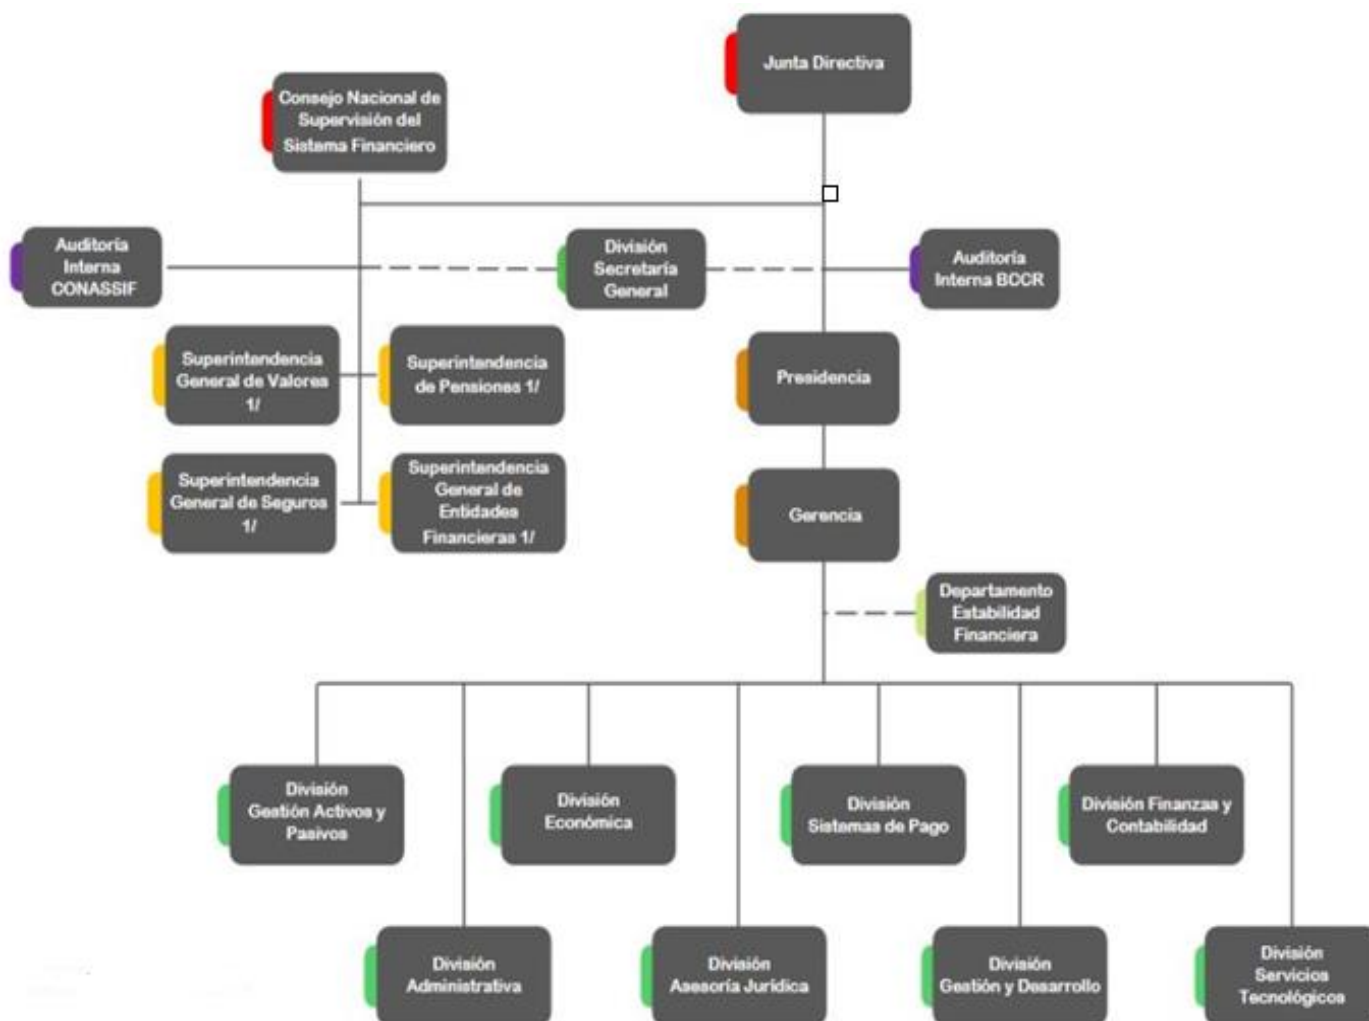 Junta Directiva
Consejo Nacional de
Supervisión del
Sistema Financiero
Auditoría
Interna
CONASSIF
División
Secretaría
General
Auditoría
Interna BCCR
Superintendencia
General de Valores
1/
Superintendencia
de Pensiones 1/
Presidencia
Superintendencia
General de Seguros
1/
Superintendencia
General de
Entidades
Financieras 1/
Gerencia
Departamento
Estabilidad
Financiera
División
Gestión Activos y
Pasivos
División
Económica
División
Sistemas de Pago
División Finanzas y
Contabilidad
División
Administrativa
División
Asesoría Jurídica
División
Gestión y Desarrollo
División
Servicios
Tecnológicos